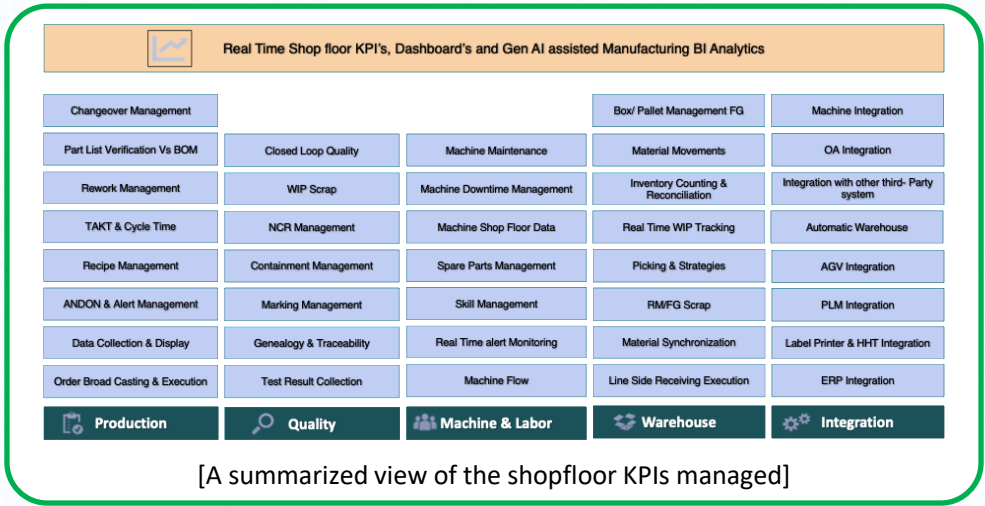 Real Time Shop floor KPI's, Dashboard's and Gen AI assisted Manufacturing BI Analytics
Changeover Management
Part List Verification Vs BOM
Rework Management
TAKT & Cycle Time
Recipe Management
ANDON & Alert Management
Data Collection & Display
Order Broad Casting & Execution
Production
Closed Loop Quality
WIP Scrap
NCR Management
Containment Management
Marking Management
Genealogy & Traceability
Test Result Collection
Quality
Machine Maintenance
Machine Downtime Management
Machine Shop Floor Data
Spare Parts Management
Skill Management
Real Time alert Monitoring
Machine Flow
Machine & Labor
Box/ Pallet Management FG
Material Movements
Inventory Counting &
Reconciliation
Real Time WIP Tracking
Picking & Strategies
RM/FG Scrap
Material Synchronization
Line Side Receiving Execution
Warehouse
Machine Integration
OA Integration
Integration with other third- Party
system
Automatic Warehouse
AGV Integration
PLM Integration
Label Printer & HHT Integration
ERP Integration
Integration
[A summarized view of the shopfloor KPIs managed]